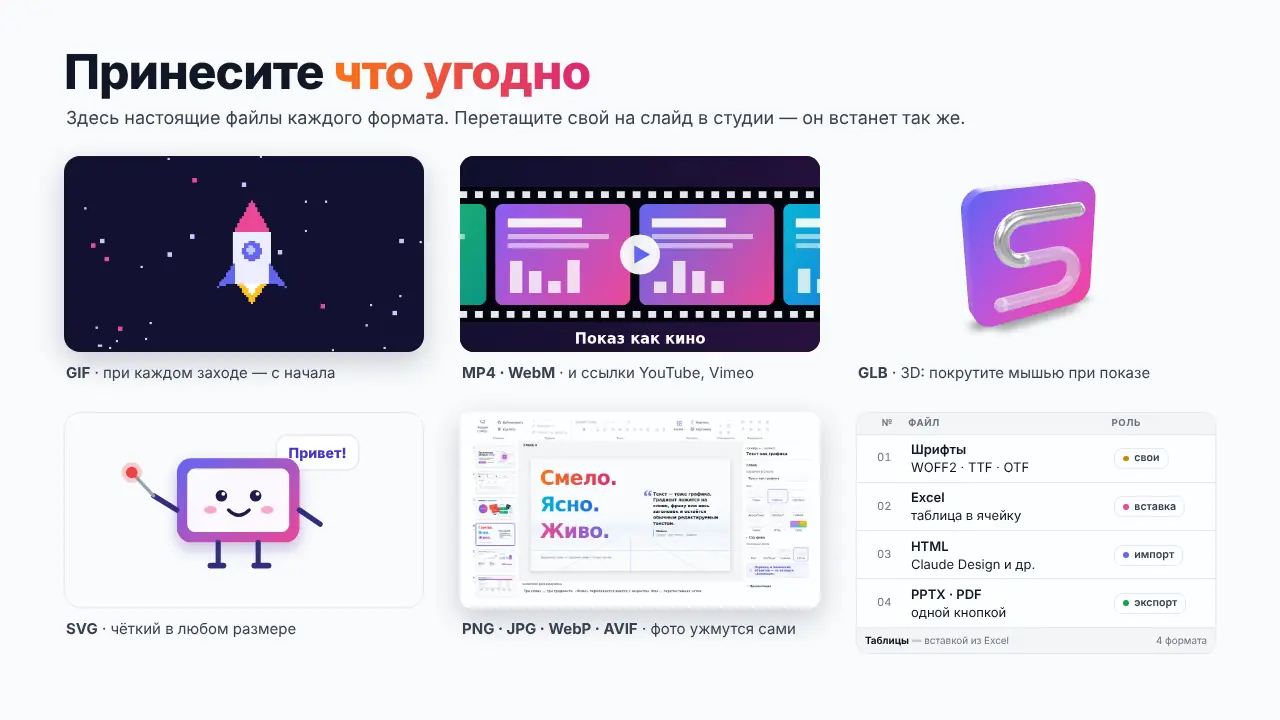 Принесите что угодно
Здесь настоящие файлы каждого формата. Перетащите свой на слайд в студии — он встанет так же.
GIF · при каждом заходе — с начала
Показ как кино
MP4 · WebM · и ссылки YouTube, Vimeo
GLB · 3D: покрутите мышью при показе
Привет!
SVG · чёткий в любом размере
Смело.
Ясно.
Живо.
Текст — тоже графика.
PNG · JPG · WebP · AVIF · фото ужмутся сами
№ ФАЙЛ РОЛЬ
01 Шрифты
WOFF2 · TTF · OTF
свои
02 Excel
таблица в ячейку
вставка
03 HTML
Claude Design и др.
импорт
04 PPTX · PDF
одной кнопкой
экспорт
Таблицы — вставкой из Excel 4 формата